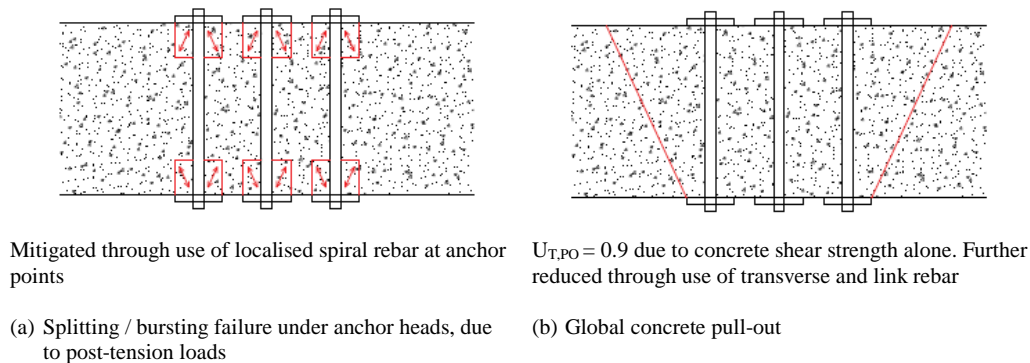 Mitigated through use of localised spiral rebar at anchor
points
(a) Splitting / bursting failure under anchor heads, due
to post-tension loads
U_T,PO = 0.9 due to concrete shear strength alone. Further
reduced through use of transverse and link rebar
(b) Global concrete pull-out